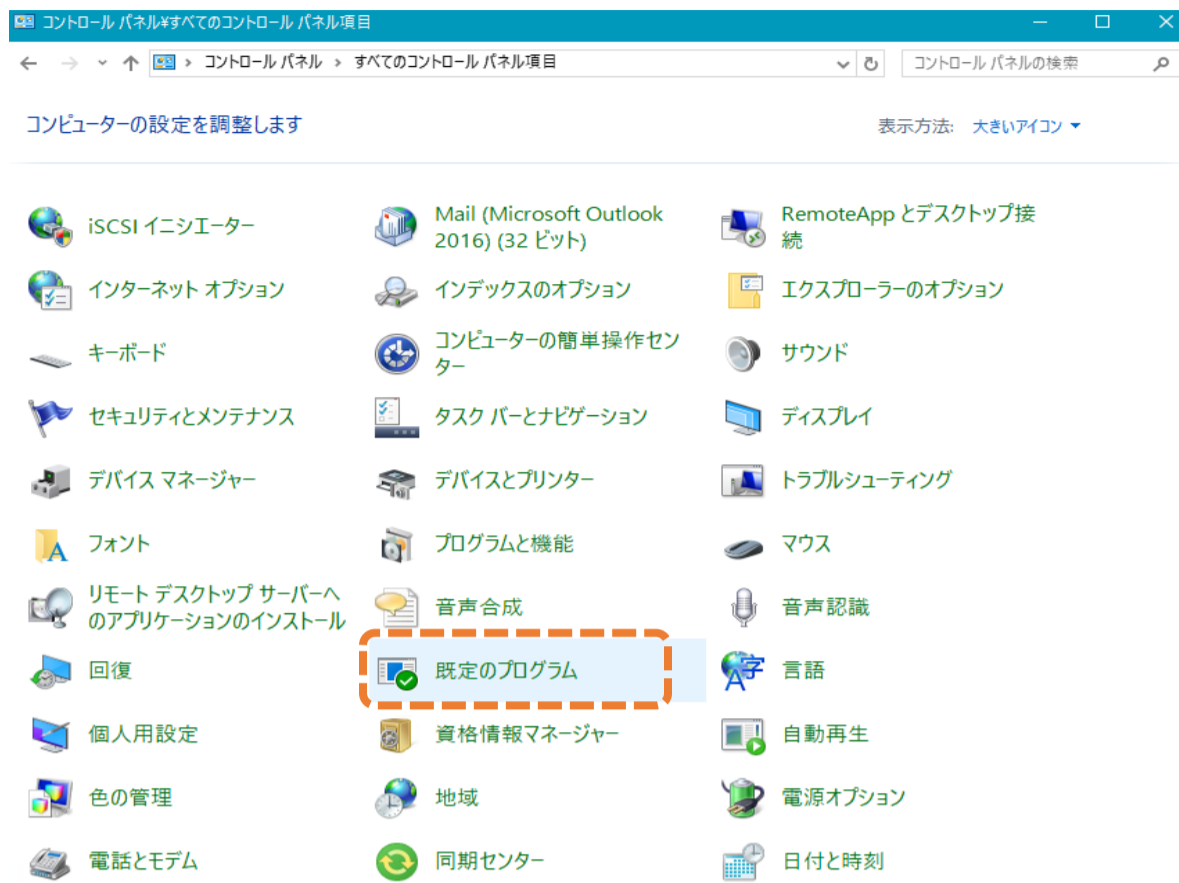 コントロール パネル¥すべてのコントロール パネル項目
コントロール パネル › すべてのコントロール パネル項目
コントロール パネルの検索
コンピューターの設定を調整します
表示方法: 大きいアイコン
iSCSI イニシエーター
Mail (Microsoft Outlook
2016) (32 ビット)
RemoteApp とデスクトップ接
続
インターネット オプション
インデックスのオプション
エクスプローラーのオプション
キーボード
コンピューターの簡単操作セン
ター
サウンド
セキュリティとメンテナンス
タスク バーとナビゲーション
ディスプレイ
デバイス マネージャー
デバイスとプリンター
トラブルシューティング
フォント
プログラムと機能
マウス
リモート デスクトップ サーバーへ
のアプリケーションのインストール
音声合成
音声認識
回復
既定のプログラム
言語
個人用設定
資格情報マネージャー
自動再生
色の管理
地域
電源オプション
電話とモデム
同期センター
日付と時刻